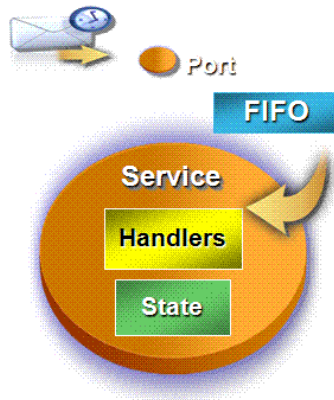 Port
FIFO
Service
Handlers
State